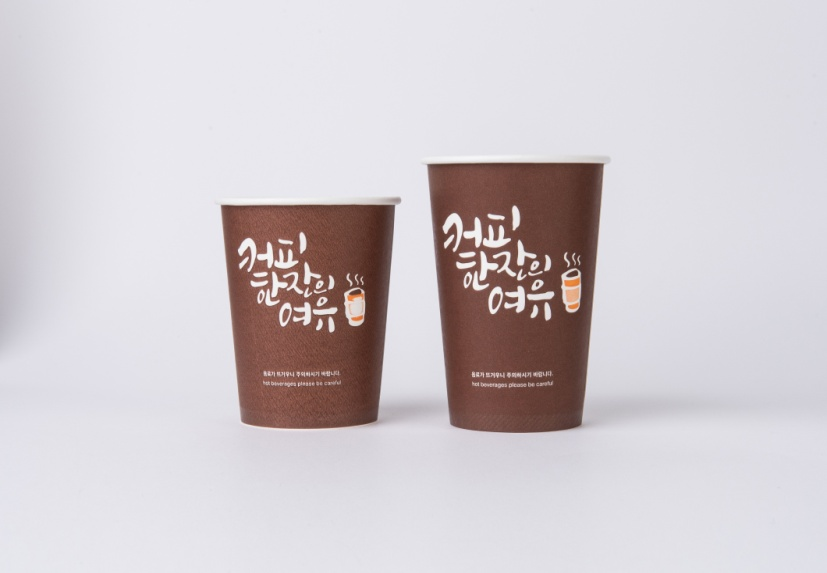 커피
한잔의
여유
음료가 뜨거우니 주의하시기 바랍니다.
hot beverages please be careful
커피
한잔의
여유
음료가 뜨거우니 주의하시기 바랍니다.
hot beverages please be careful